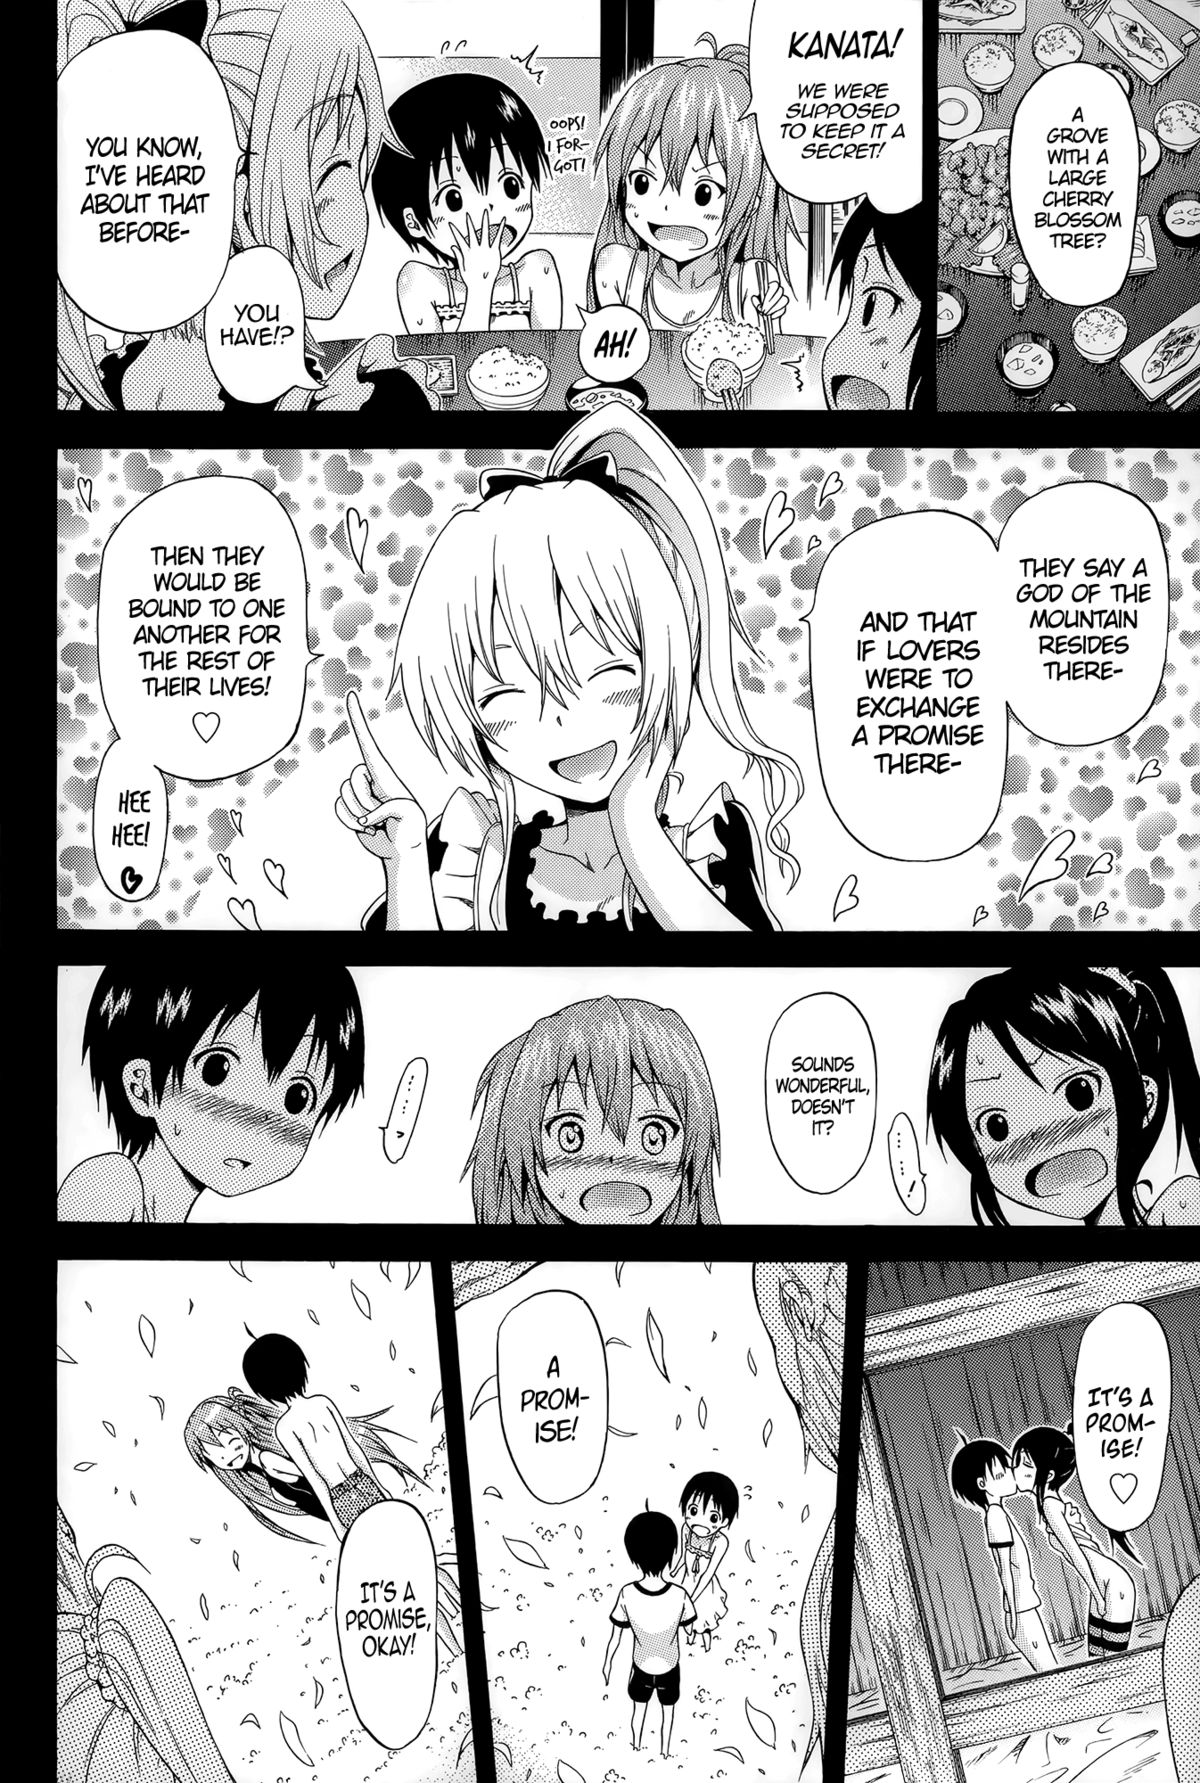 A
GROVE
WITH A
LARGE
CHERRY
BLOSSOM
TREE?
KANATA!
WE WERE
SUPPOSED
TO KEEP IT A
SECRET!
OOPS!
I FOR-
GOT!
AH!
YOU KNOW,
I'VE HEARD
ABOUT THAT
BEFORE-
YOU
HAVE!?
THEY SAY A
GOD OF THE
MOUNTAIN
RESIDES
THERE-
AND THAT
IF LOVERS
WERE TO
EXCHANGE
A PROMISE
THERE-
THEN THEY
WOULD BE
BOUND TO ONE
ANOTHER FOR
THE REST OF
THEIR LIVES!
♡
HEE
HEE!
......!
SOUNDS
WONDERFUL,
DOESN'T
IT?
....,
IT'S A
PROM-
ISE!
♡
A
PROM-
ISE!
IT'S A
PROMISE,
OKAY!